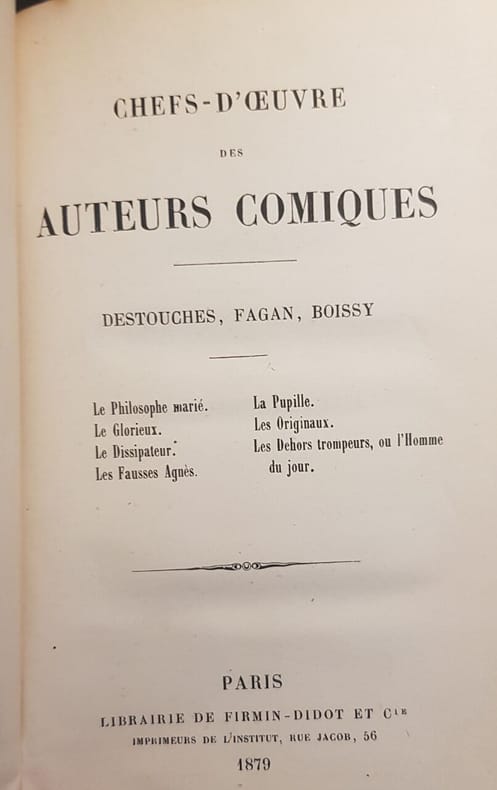 CHEFS-D'ŒUVRE
DES
AUTEURS COMIQUES
DESTOUCHES, FAGAN, BOISSY
Le Philosophe marié.
Le Glorieux.
Le Dissipateur.
Les Fausses Agnès.
La Pupille.
Les Originaux.
Les Dehors trompeurs, ou l'Homme
du jour.
PARIS
LIBRAIRIE DE FIRMIN-DIDOT ET Cie
IMPRIMEURS DE L'INSTITUT, RUE JACOB, 56
1879